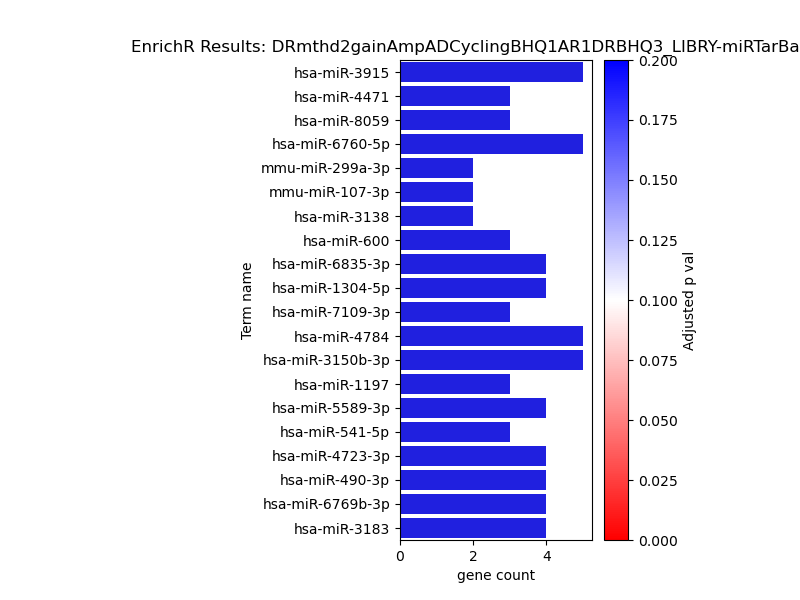 EnrichR Results: DRmthd2gainAmpADCyclingBHQ1AR1DRBHQ3_LIBRY-miRTarBa
hsa-miR-3915
hsa-miR-4471
hsa-miR-8059
hsa-miR-6760-5p
mmu-miR-299a-3p
mmu-miR-107-3p
hsa-miR-3138
hsa-miR-600
hsa-miR-6835-3p
hsa-miR-1304-5p
hsa-miR-7109-3p
hsa-miR-4784
hsa-miR-3150b-3p
hsa-miR-1197
hsa-miR-5589-3p
hsa-miR-541-5p
hsa-miR-4723-3p
hsa-miR-490-3p
hsa-miR-6769b-3p
hsa-miR-3183
Term name
0 2 4
gene count
0.200
0.175
0.150
0.125
0.100
0.075
0.050
0.025
0.000
Adjusted p val